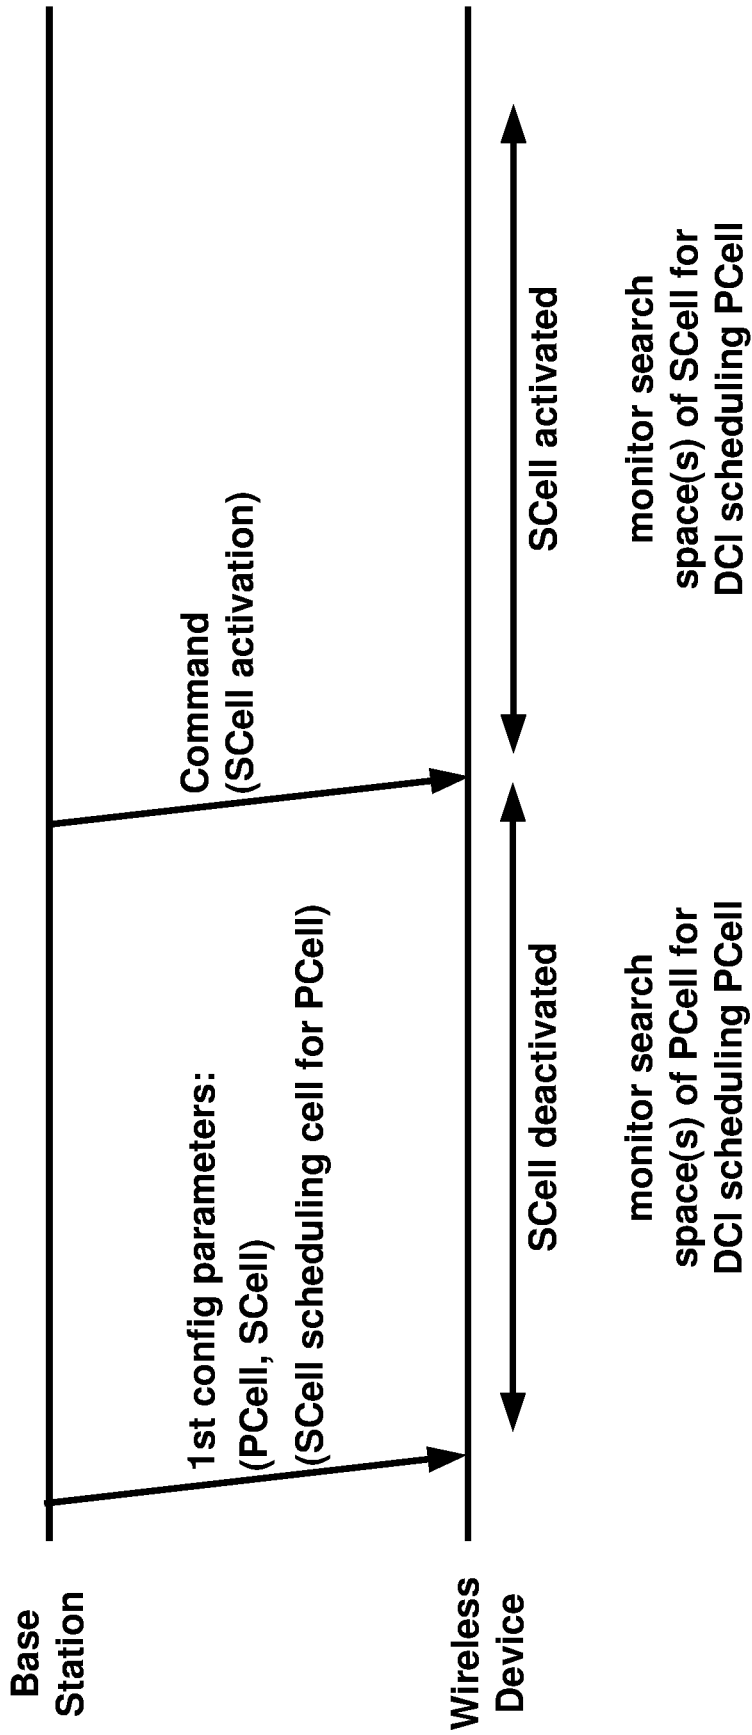 Base
Station
1st config parameters:
(PCell, SCell)
(SCell scheduling cell for PCell)
Command
(SCell activation)
Wireless
Device
SCell deactivated
SCell activated
monitor search
space(s) of PCell for
DCI scheduling PCell
monitor search
space(s) of SCell for
DCI scheduling PCell